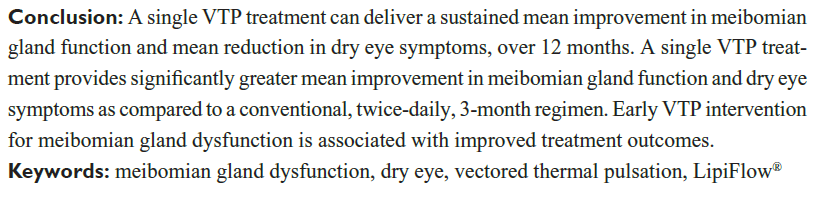 Conclusion: A single VTP treatment can deliver a sustained mean improvement in meibomian
gland function and mean reduction in dry eye symptoms, over 12 months. A single VTP treat-
ment provides significantly greater mean improvement in meibomian gland function and dry eye
symptoms as compared to a conventional, twice-daily, 3-month regimen. Early VTP intervention
for meibomian gland dysfunction is associated with improved treatment outcomes.
Keywords: meibomian gland dysfunction, dry eye, vectored thermal pulsation, LipiFlow®